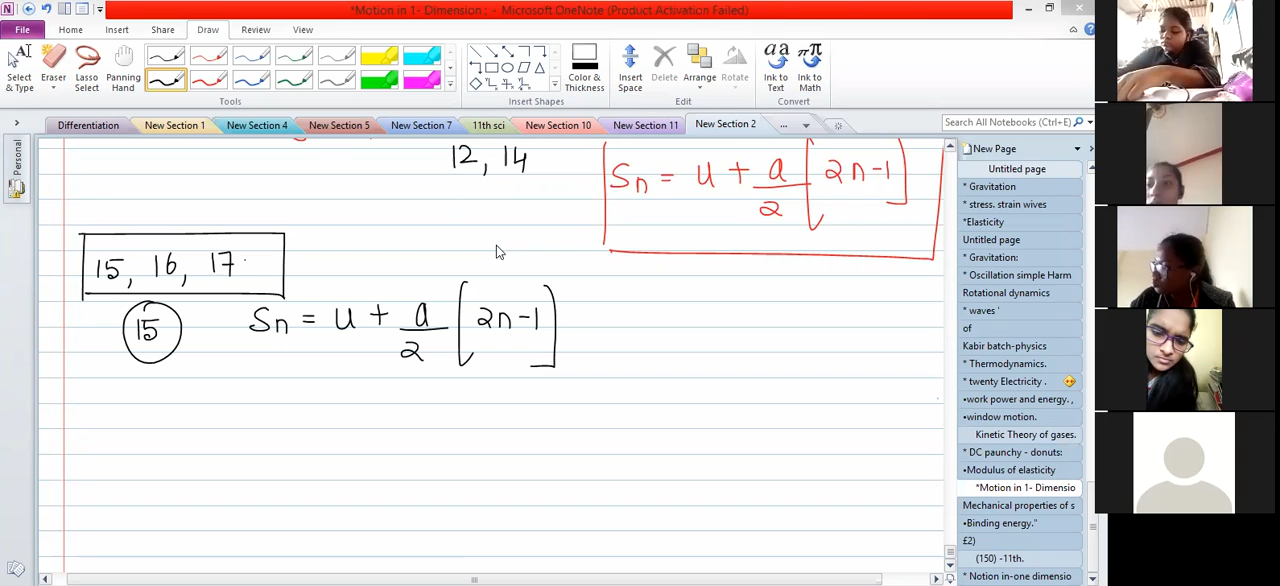 *Motion in 1- Dimension : - Microsoft OneNote (Product Activation Failed)
File Home Insert Share Draw Review View
Select & Type
Eraser
Lasso Select
Panning Hand
Color & Thickness
Insert Space
Delete
Arrange
Rotate
Ink to Text
Ink to Math
Tools
Insert Shapes
Edit
Convert
Differentiation New Section 1 New Section 4 New Section 5 New Section 7 11th sci New Section 10 New Section 11 New Section 2 ...
Search All Notebooks (Ctrl+E)
Personal
12, 14
Sn = u + a/2 [2n-1]
15, 16, 17
15 Sn = u + a/2 [2n-1]
New Page
Untitled page
* Gravitation
* stress. strain wives
*Elasticity
Untitled page
* Gravitation:
* Oscillation simple Harm
Rotational dynamics
* waves '
of
Kabir batch-physics
* Thermodynamics.
* twenty Electricity .
•work power and energy. ,
•window motion.
Kinetic Theory of gases.
* DC paunchy - donuts:
•Modulus of elasticity
*Motion in 1- Dimensio
Mechanical properties of s
•Binding energy."
£2)
(150) -11th.
* Notion in-one dimensio